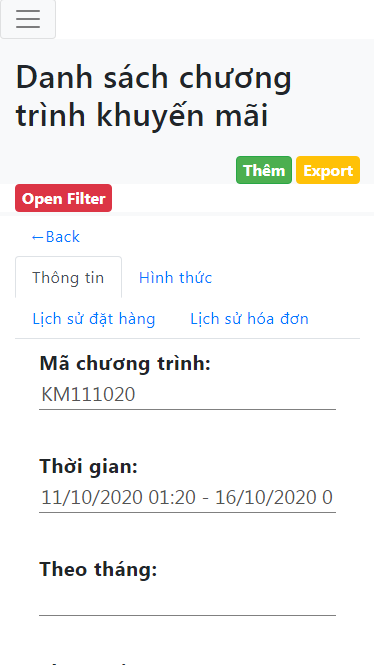 Danh sách chương
trình khuyến mãi
Thêm Export
Open Filter
←Back
Thông tin Hình thức
Lịch sử đặt hàng Lịch sử hóa đơn
Mã chương trình:
KM111020
Thời gian:
11/10/2020 01:20 - 16/10/2020 0
Theo tháng: